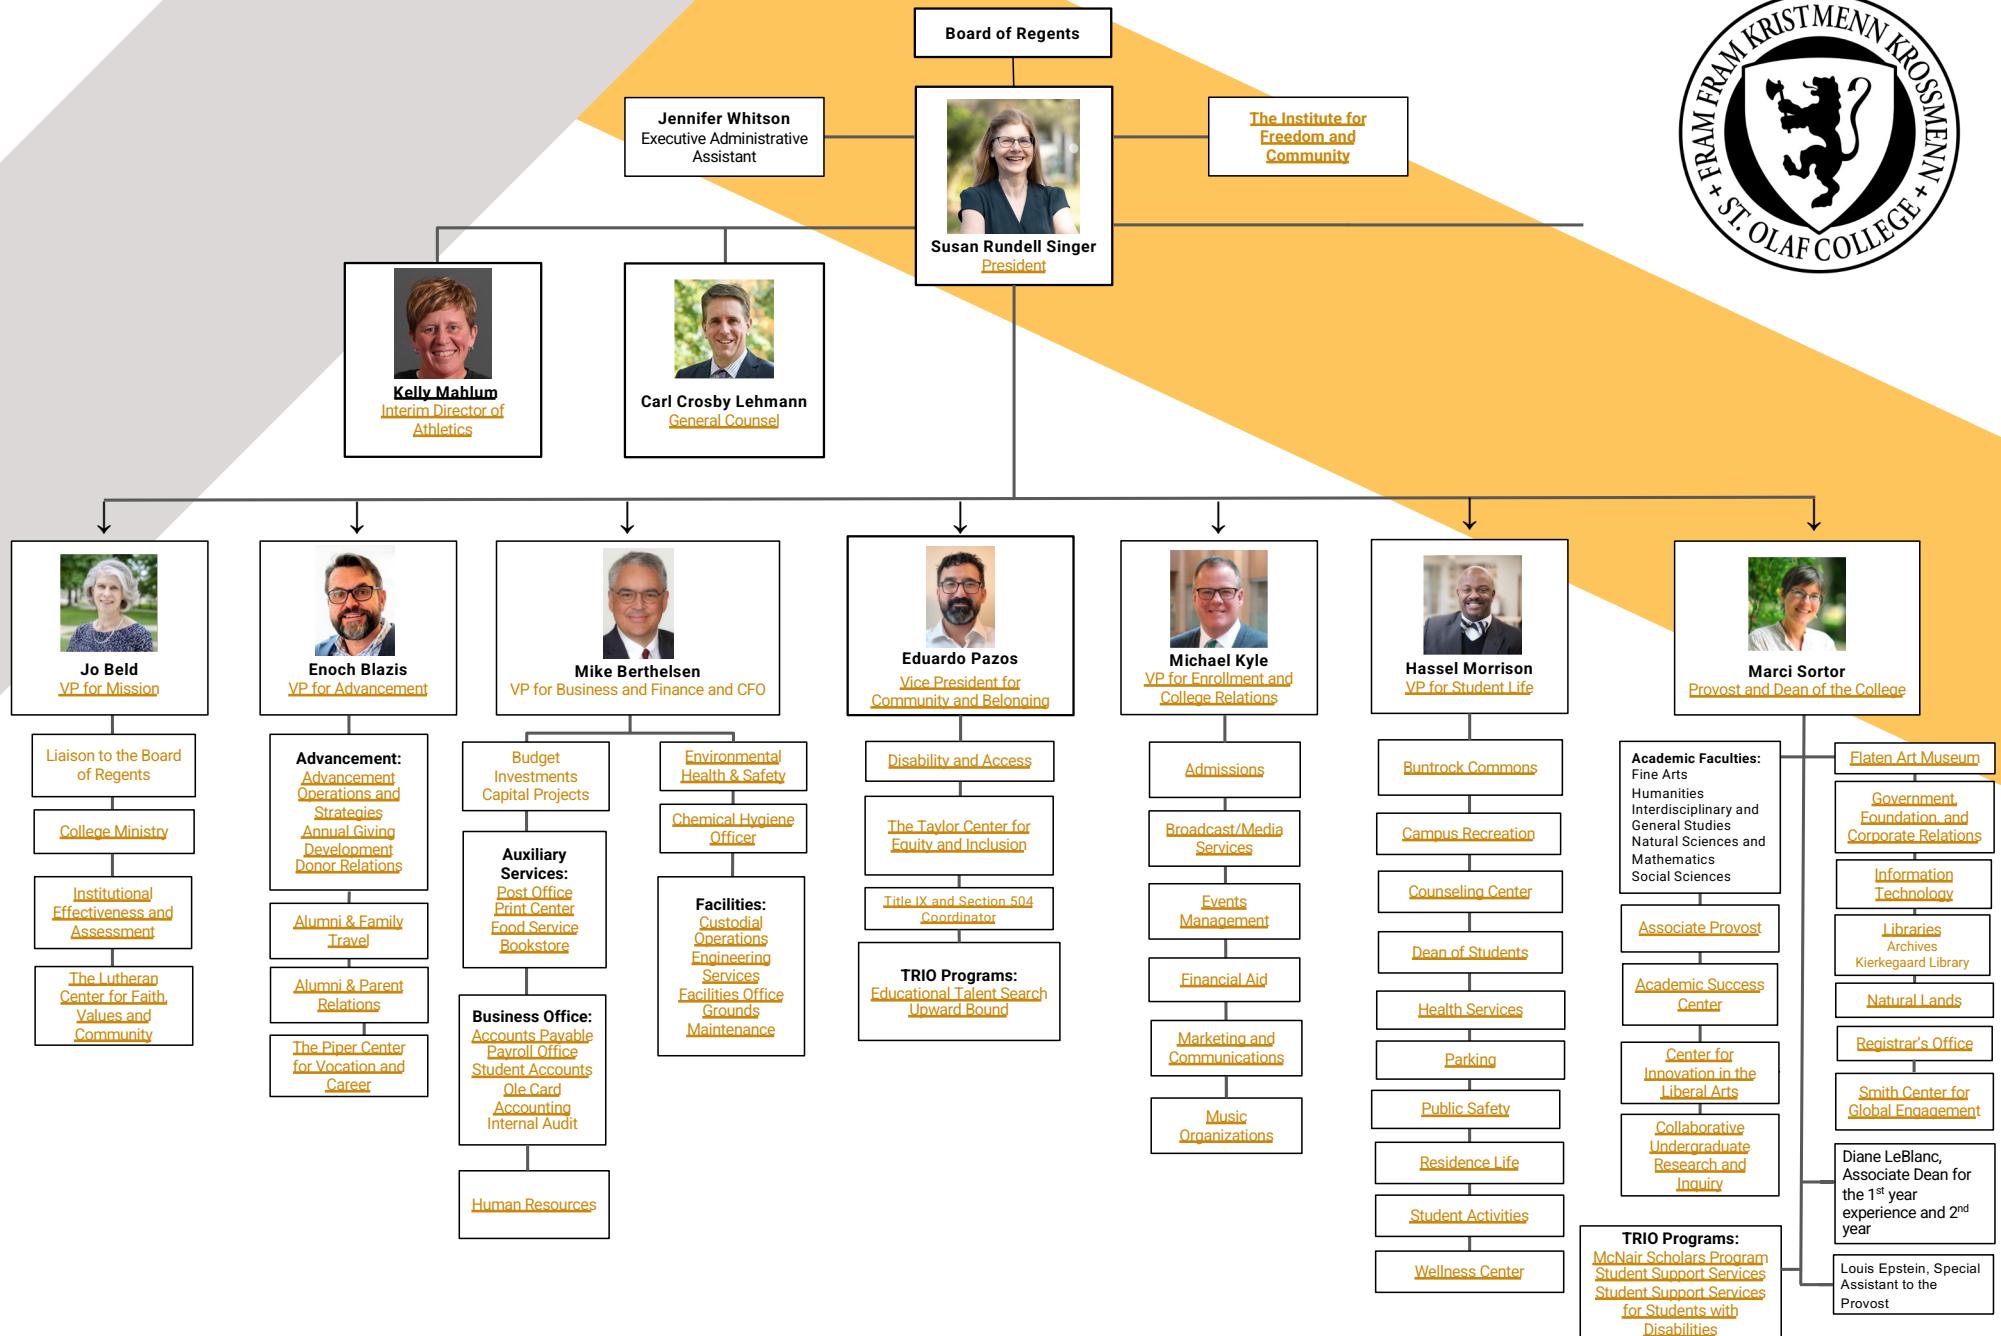 Board of Regents
FRAM FRAM KRISTMENN KROSSMENN
+ ST. OLAF COLLEGE +
Jennifer Whitson
Executive Administrative
Assistant
The Institute for
Freedom and
Community
Susan Rundell Singer
President
Kelly Mahlum
Interim Director of
Athletics
Carl Crosby Lehmann
General Counsel
Jo Beld
VP for Mission
Enoch Blazis
VP for Advancement
Mike Berthelsen
VP for Business and Finance and CFO
Eduardo Pazos
Vice President for
Community and Belonging
Michael Kyle
VP for Enrollment and
College Relations
Hassel Morrison
VP for Student Life
Marci Sortor
Provost and Dean of the College
Liaison to the Board
of Regents
College Ministry
Institutional
Effectiveness and
Assessment
The Lutheran
Center for Faith,
Values and
Community
Advancement:
Advancement
Operations and
Strategies
Annual Giving
Development
Donor Relations
Alumni & Family
Travel
Alumni & Parent
Relations
The Piper Center
for Vocation and
Career
Budget
Investments
Capital Projects
Auxiliary
Services:
Post Office
Print Center
Food Service
Bookstore
Business Office:
Accounts Payable
Payroll Office
Student Accounts
Ole Card
Accounting
Internal Audit
Human Resources
Environmental
Health & Safety
Chemical Hygiene
Officer
Facilities:
Custodial
Operations
Engineering
Services
Facilities Office
Grounds
Maintenance
Disability and Access
The Taylor Center for
Equity and Inclusion
Title IX and Section 504
Coordinator
TRIO Programs:
Educational Talent Search
Upward Bound
Admissions
Broadcast/Media
Services
Events
Management
Financial Aid
Marketing and
Communications
Music
Organizations
Buntrock Commons
Campus Recreation
Counseling Center
Dean of Students
Health Services
Parking
Public Safety
Residence Life
Student Activities
Wellness Center
Academic Faculties:
Fine Arts
Humanities
Interdisciplinary and
General Studies
Natural Sciences and
Mathematics
Social Sciences
Associate Provost
Academic Success
Center
Center for
Innovation in the
Liberal Arts
Collaborative
Undergraduate
Research and
Inquiry
TRIO Programs:
McNair Scholars Program
Student Support Services
Student Support Services
for Students with
Disabilities
Flaten Art Museum
Government,
Foundation, and
Corporate Relations
Information
Technology
Libraries
Archives
Kierkegaard Library
Natural Lands
Registrar's Office
Smith Center for
Global Engagement
Diane LeBlanc,
Associate Dean for
the 1st year
experience and 2nd
year
Louis Epstein, Special
Assistant to the
Provost